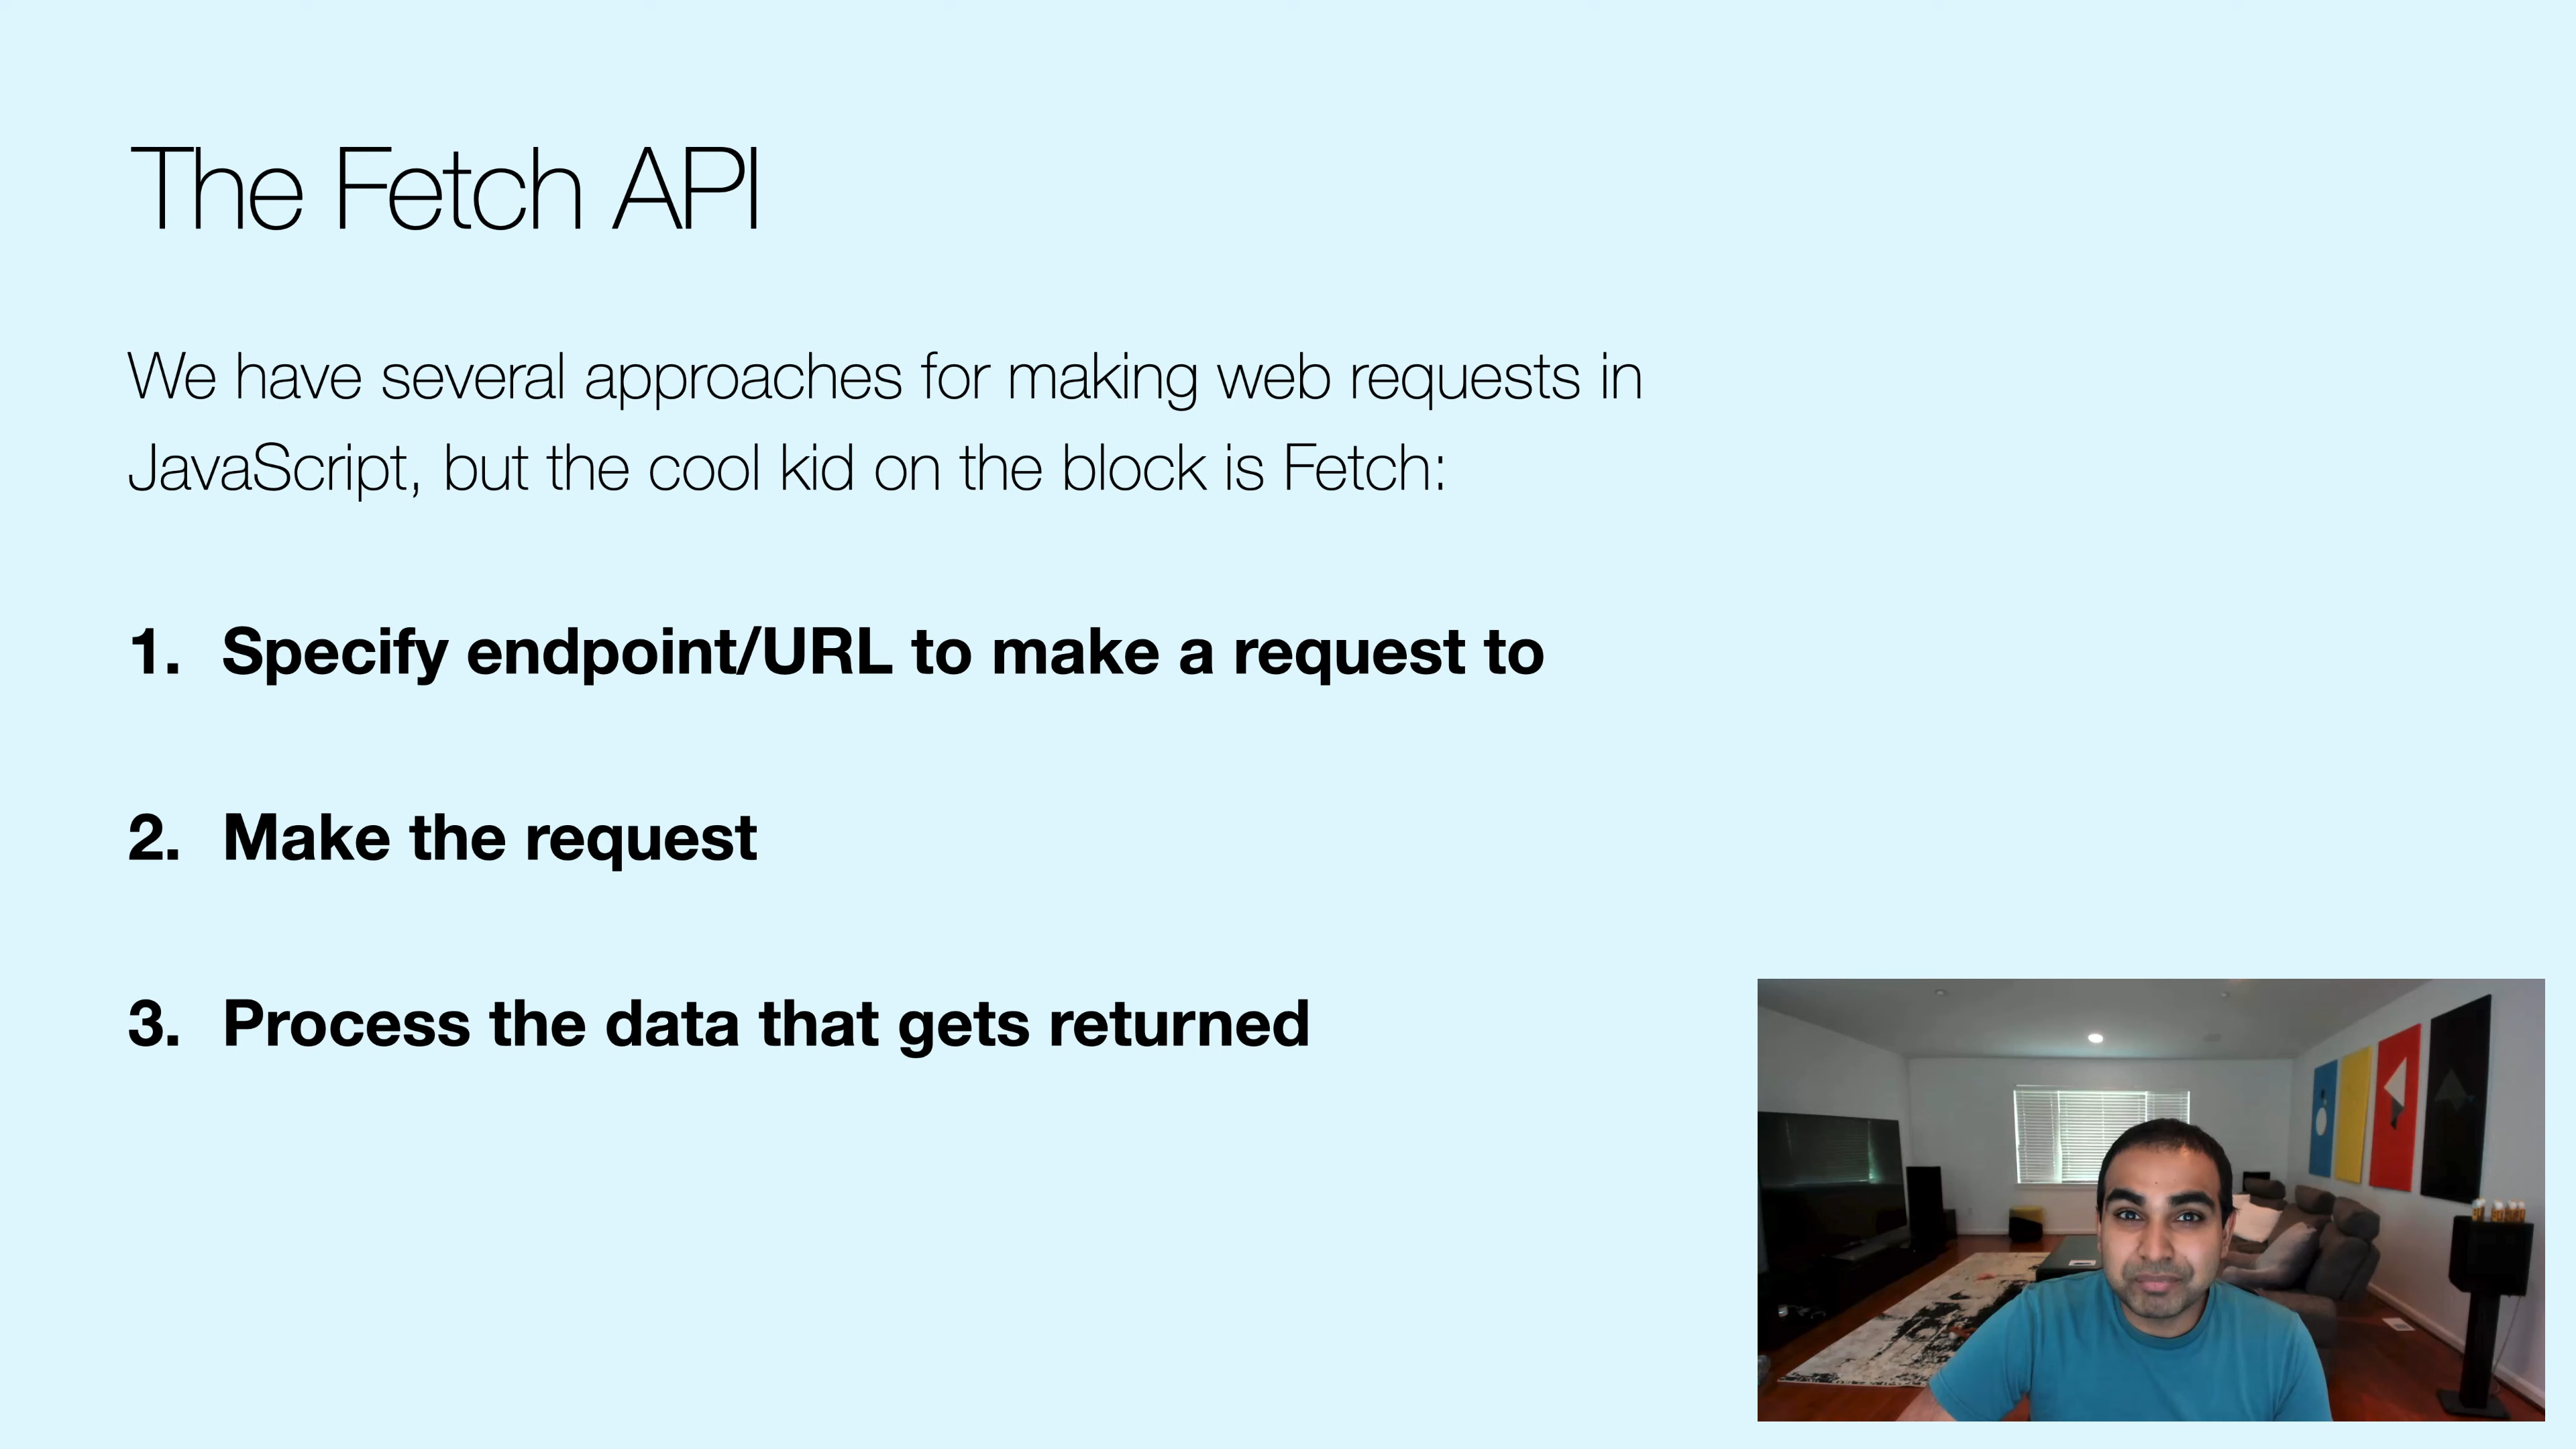 The Fetch API
We have several approaches for making web requests in
JavaScript, but the cool kid on the block is Fetch:
1. Specify endpoint/URL to make a request to
2. Make the request
3. Process the data that gets returned